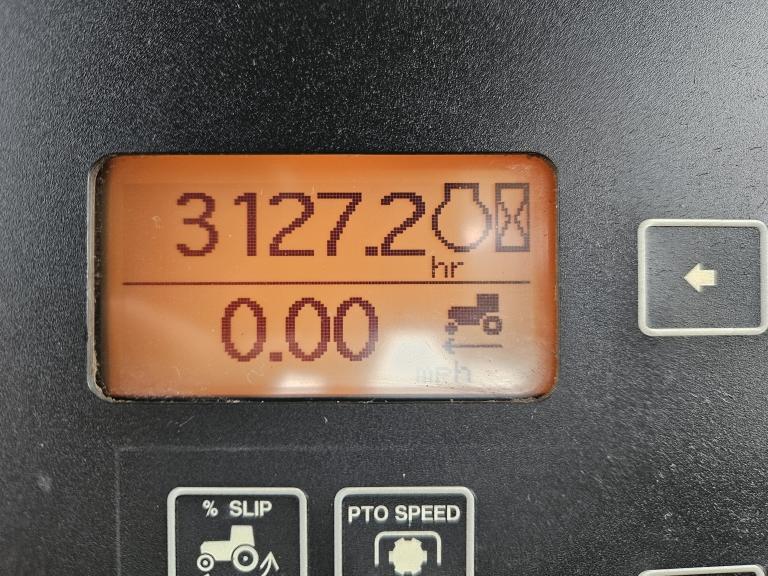 3127.2
hr
0.00
mph
% SLIP
PTO SPEED